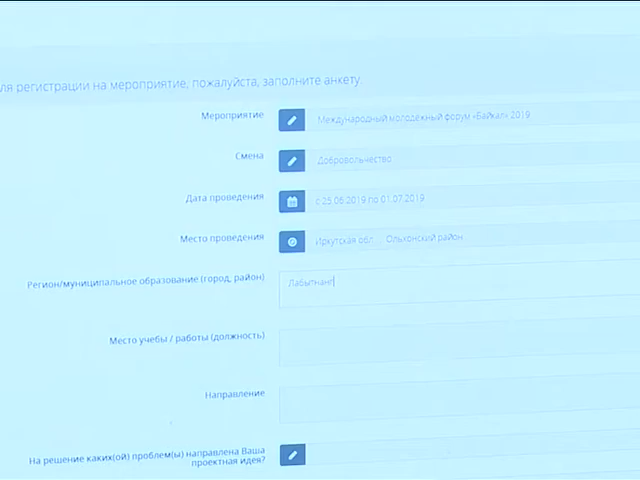 ля регистрации на мероприятие, пожалуйста, заполните анкету.
Мероприятие Международный молодёжный форум «Байкал» 2019
Смена Добровольчество
Дата проведения с 25.06.2019 по 01.07.2019
Место проведения Иркутская обл. Ольхонский район
Регион/муниципальное образование (город, район) Лабытнанг
Место учебы / работы (должность)
Направление
На решение каких(ой) проблем(ы) направлена Ваша
проектная идея?